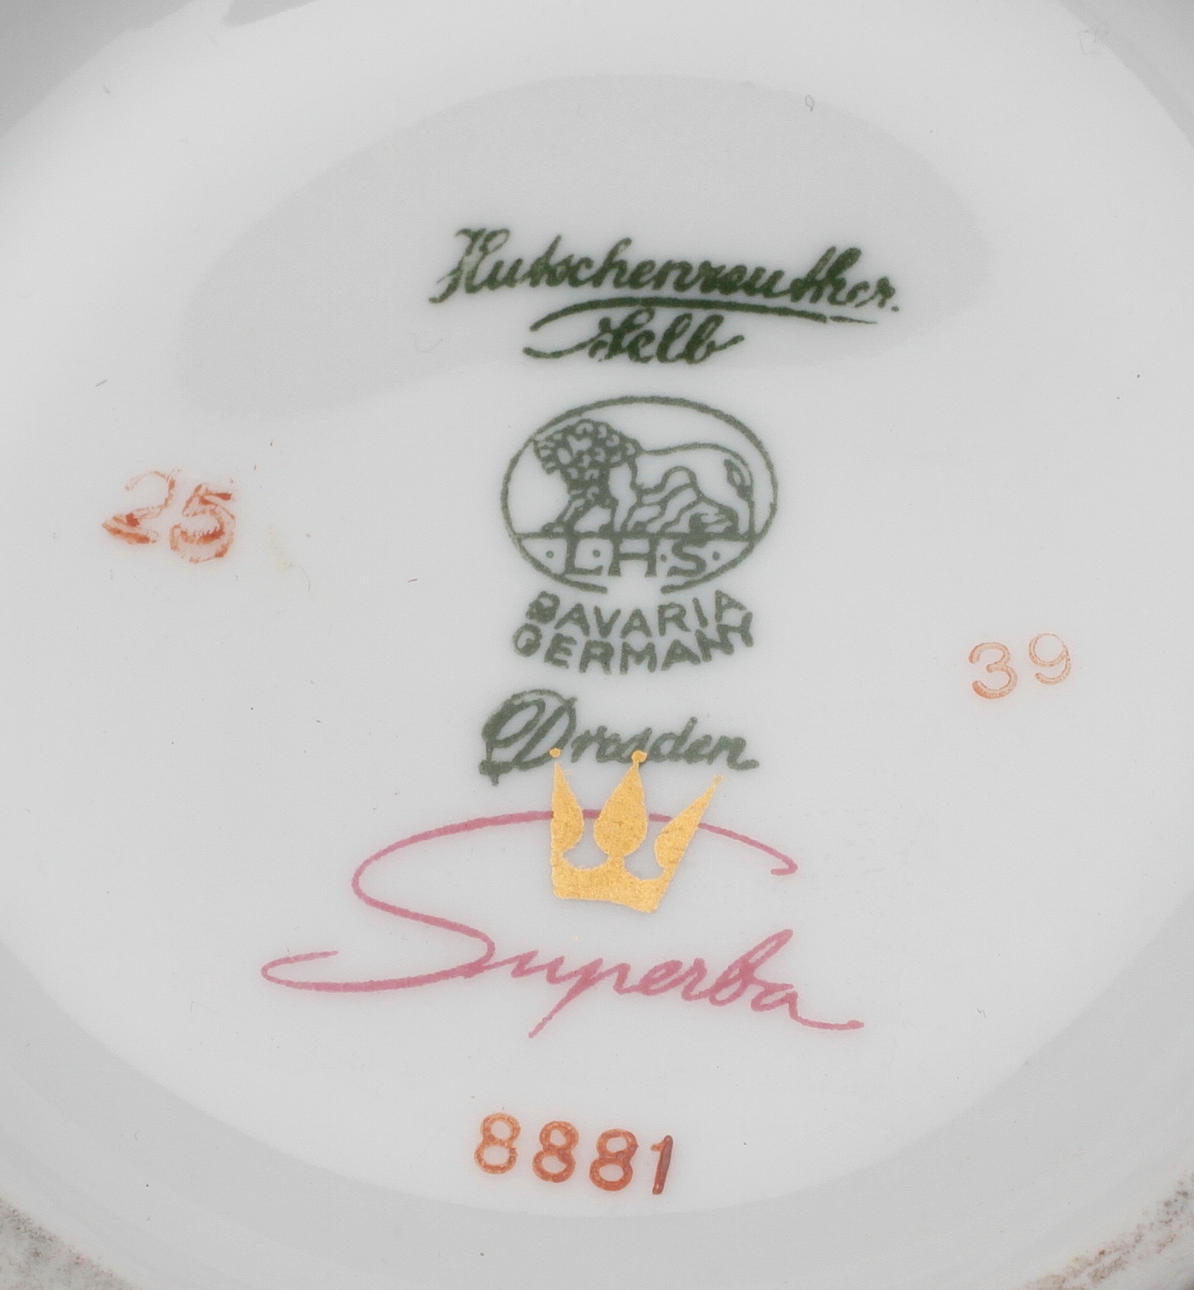 Hutschenreuther
Selb
25
·L·H·S·
BAVARIA
GERMANY
39
Dresden
Superba
8881